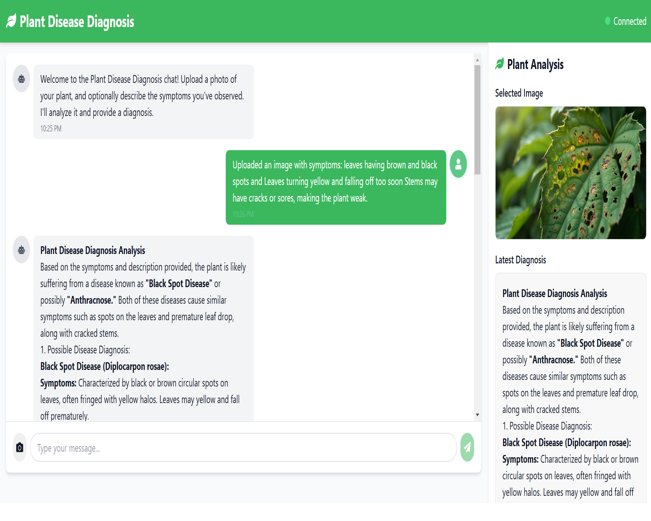 Plant Disease Diagnosis
Connected
Welcome to the Plant Disease Diagnosis chat! Upload a photo of
your plant, and optionally describe the symptoms you've observed.
I'll analyze it and provide a diagnosis.
10:25 PM
Uploaded an image with symptoms: leaves having brown and black
spots and Leaves turning yellow and falling off too soon Stems may
have cracks or sores, making the plant weak.
10:26 PM
Plant Disease Diagnosis Analysis
Based on the symptoms and description provided, the plant is likely
suffering from a disease known as "Black Spot Disease" or
possibly "Anthracnose." Both of these diseases cause similar
symptoms such as spots on the leaves and premature leaf drop,
along with cracked stems.
1. Possible Disease Diagnosis:
Black Spot Disease (Diplocarpon rosae):
Symptoms: Characterized by black or brown circular spots on
leaves, often fringed with yellow halos. Leaves may yellow and fall
off prematurely.
Type your message...
Plant Analysis
Selected Image
Latest Diagnosis
Plant Disease Diagnosis Analysis
Based on the symptoms and description
provided, the plant is likely suffering from a
disease known as "Black Spot Disease" or
possibly "Anthracnose." Both of these
diseases cause similar symptoms such as
spots on the leaves and premature leaf drop,
along with cracked stems.
1. Possible Disease Diagnosis:
Black Spot Disease (Diplocarpon rosae):
Symptoms: Characterized by black or brown
circular spots on leaves, often fringed with
yellow halos. Leaves may yellow and fall off